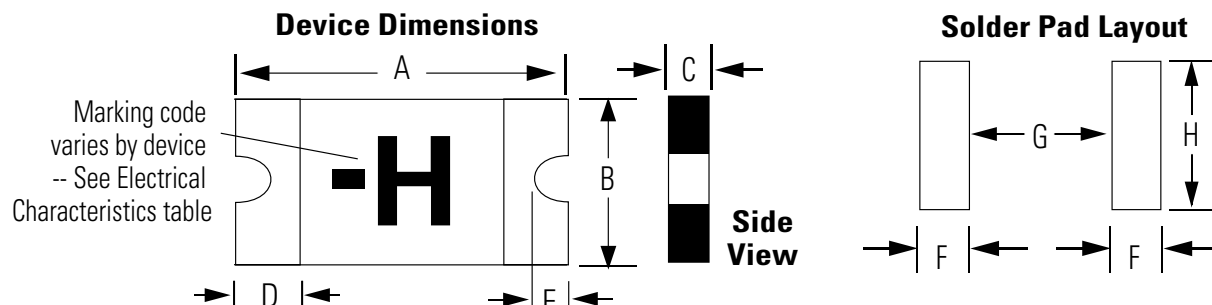 Device Dimensions
Solder Pad Layout
A
C
Marking code
varies by device
-- See Electrical
Characteristics table
-H
B
G
H
Side
View
D
E
F
F